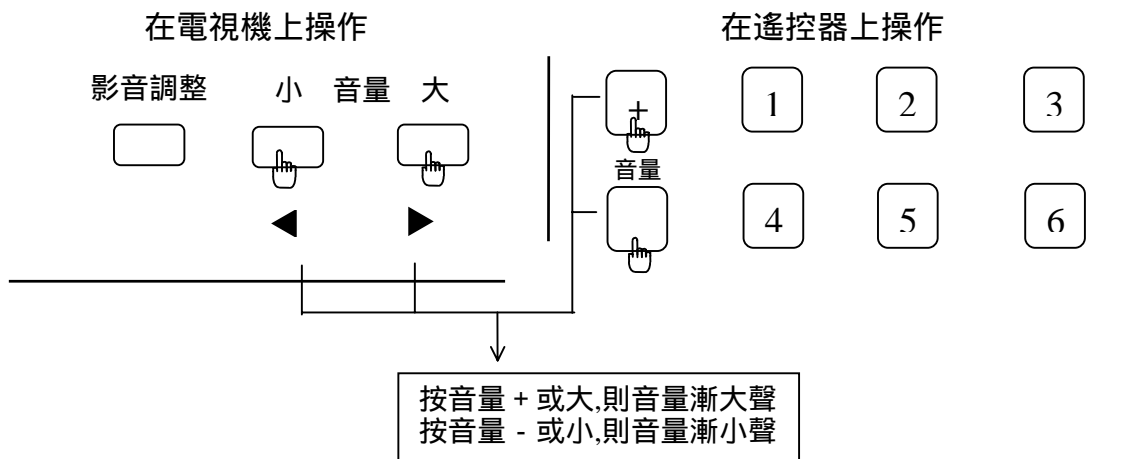 在電視機上操作
在遙控器上操作
影音調整 小 音量 大
+ 1 2 3
音量
4 5 6
按音量 + 或大,則音量漸大聲
按音量 - 或小,則音量漸小聲